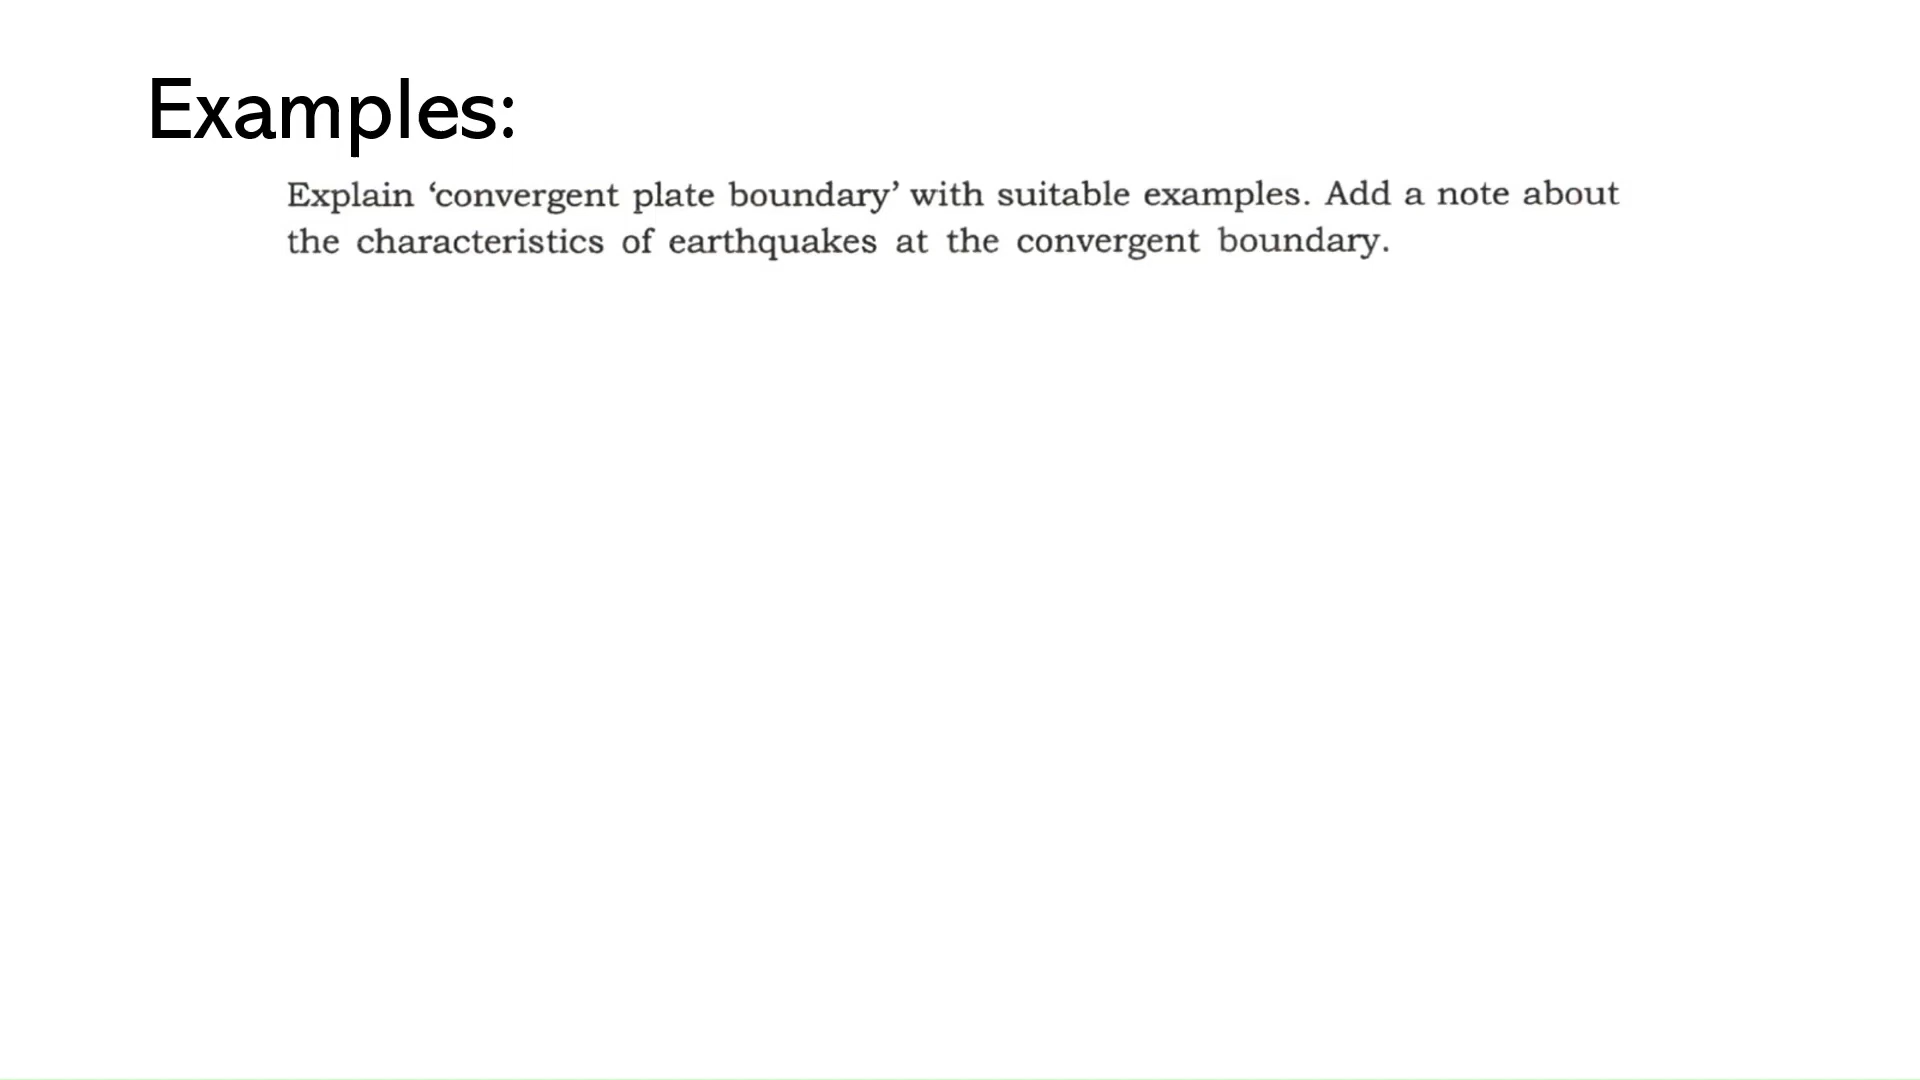 Examples:
Explain ‘convergent plate boundary’ with suitable examples. Add a note about
the characteristics of earthquakes at the convergent boundary.